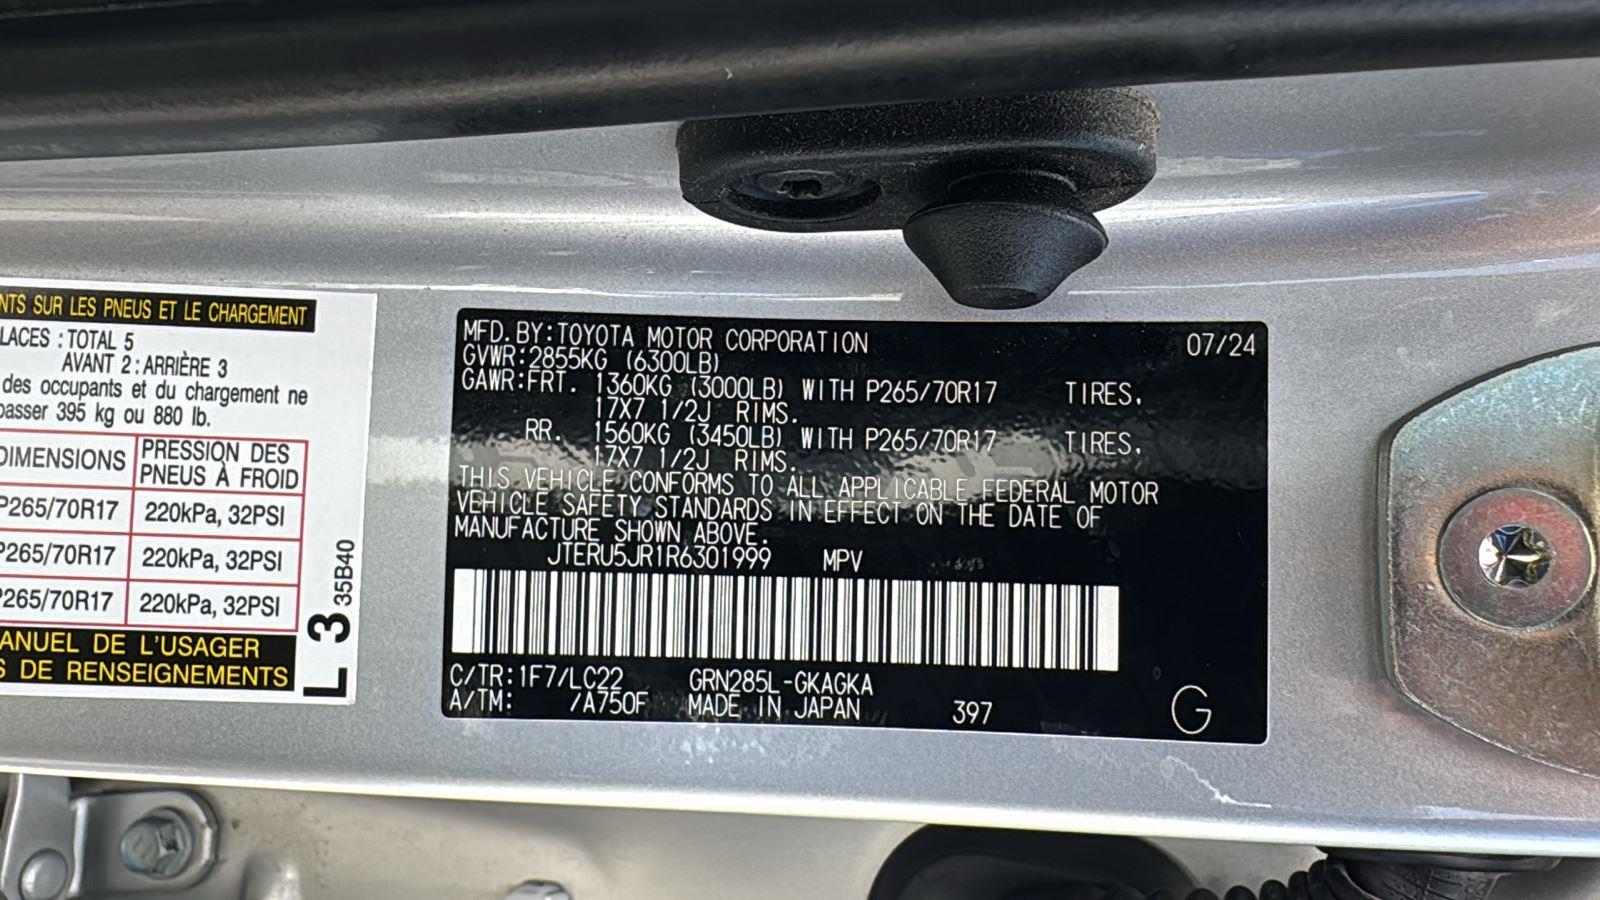 NTS SUR LES PNEUS ET LE CHARGEMENT
LACES : TOTAL 5
AVANT 2 : ARRIÈRE 3
des occupants et du chargement ne
passer 395 kg ou 880 lb.
DIMENSIONS PRESSION DES PNEUS À FROID
P265/70R17 220kPa, 32PSI
P265/70R17 220kPa, 32PSI
P265/70R17 220kPa, 32PSI
ANUEL DE L'USAGER
S DE RENSEIGNEMENTS
L 3 35B40
MFD. BY: TOYOTA MOTOR CORPORATION 07/24
GVWR: 2855KG (6300LB)
GAWR: FRT. 1360KG (3000LB) WITH P265/70R17 TIRES.
17X7 1/2J RIMS.
RR. 1560KG (3450LB) WITH P265/70R17 TIRES.
17X7 1/2J RIMS.
THIS VEHICLE CONFORMS TO ALL APPLICABLE FEDERAL MOTOR
VEHICLE SAFETY STANDARDS IN EFFECT ON THE DATE OF
MANUFACTURE SHOWN ABOVE.
JTERU5JR1R6301999 MPV
C/TR: 1F7/LC22 GRN285L-GKAGKA
A/TM: /A750F MADE IN JAPAN 397 G